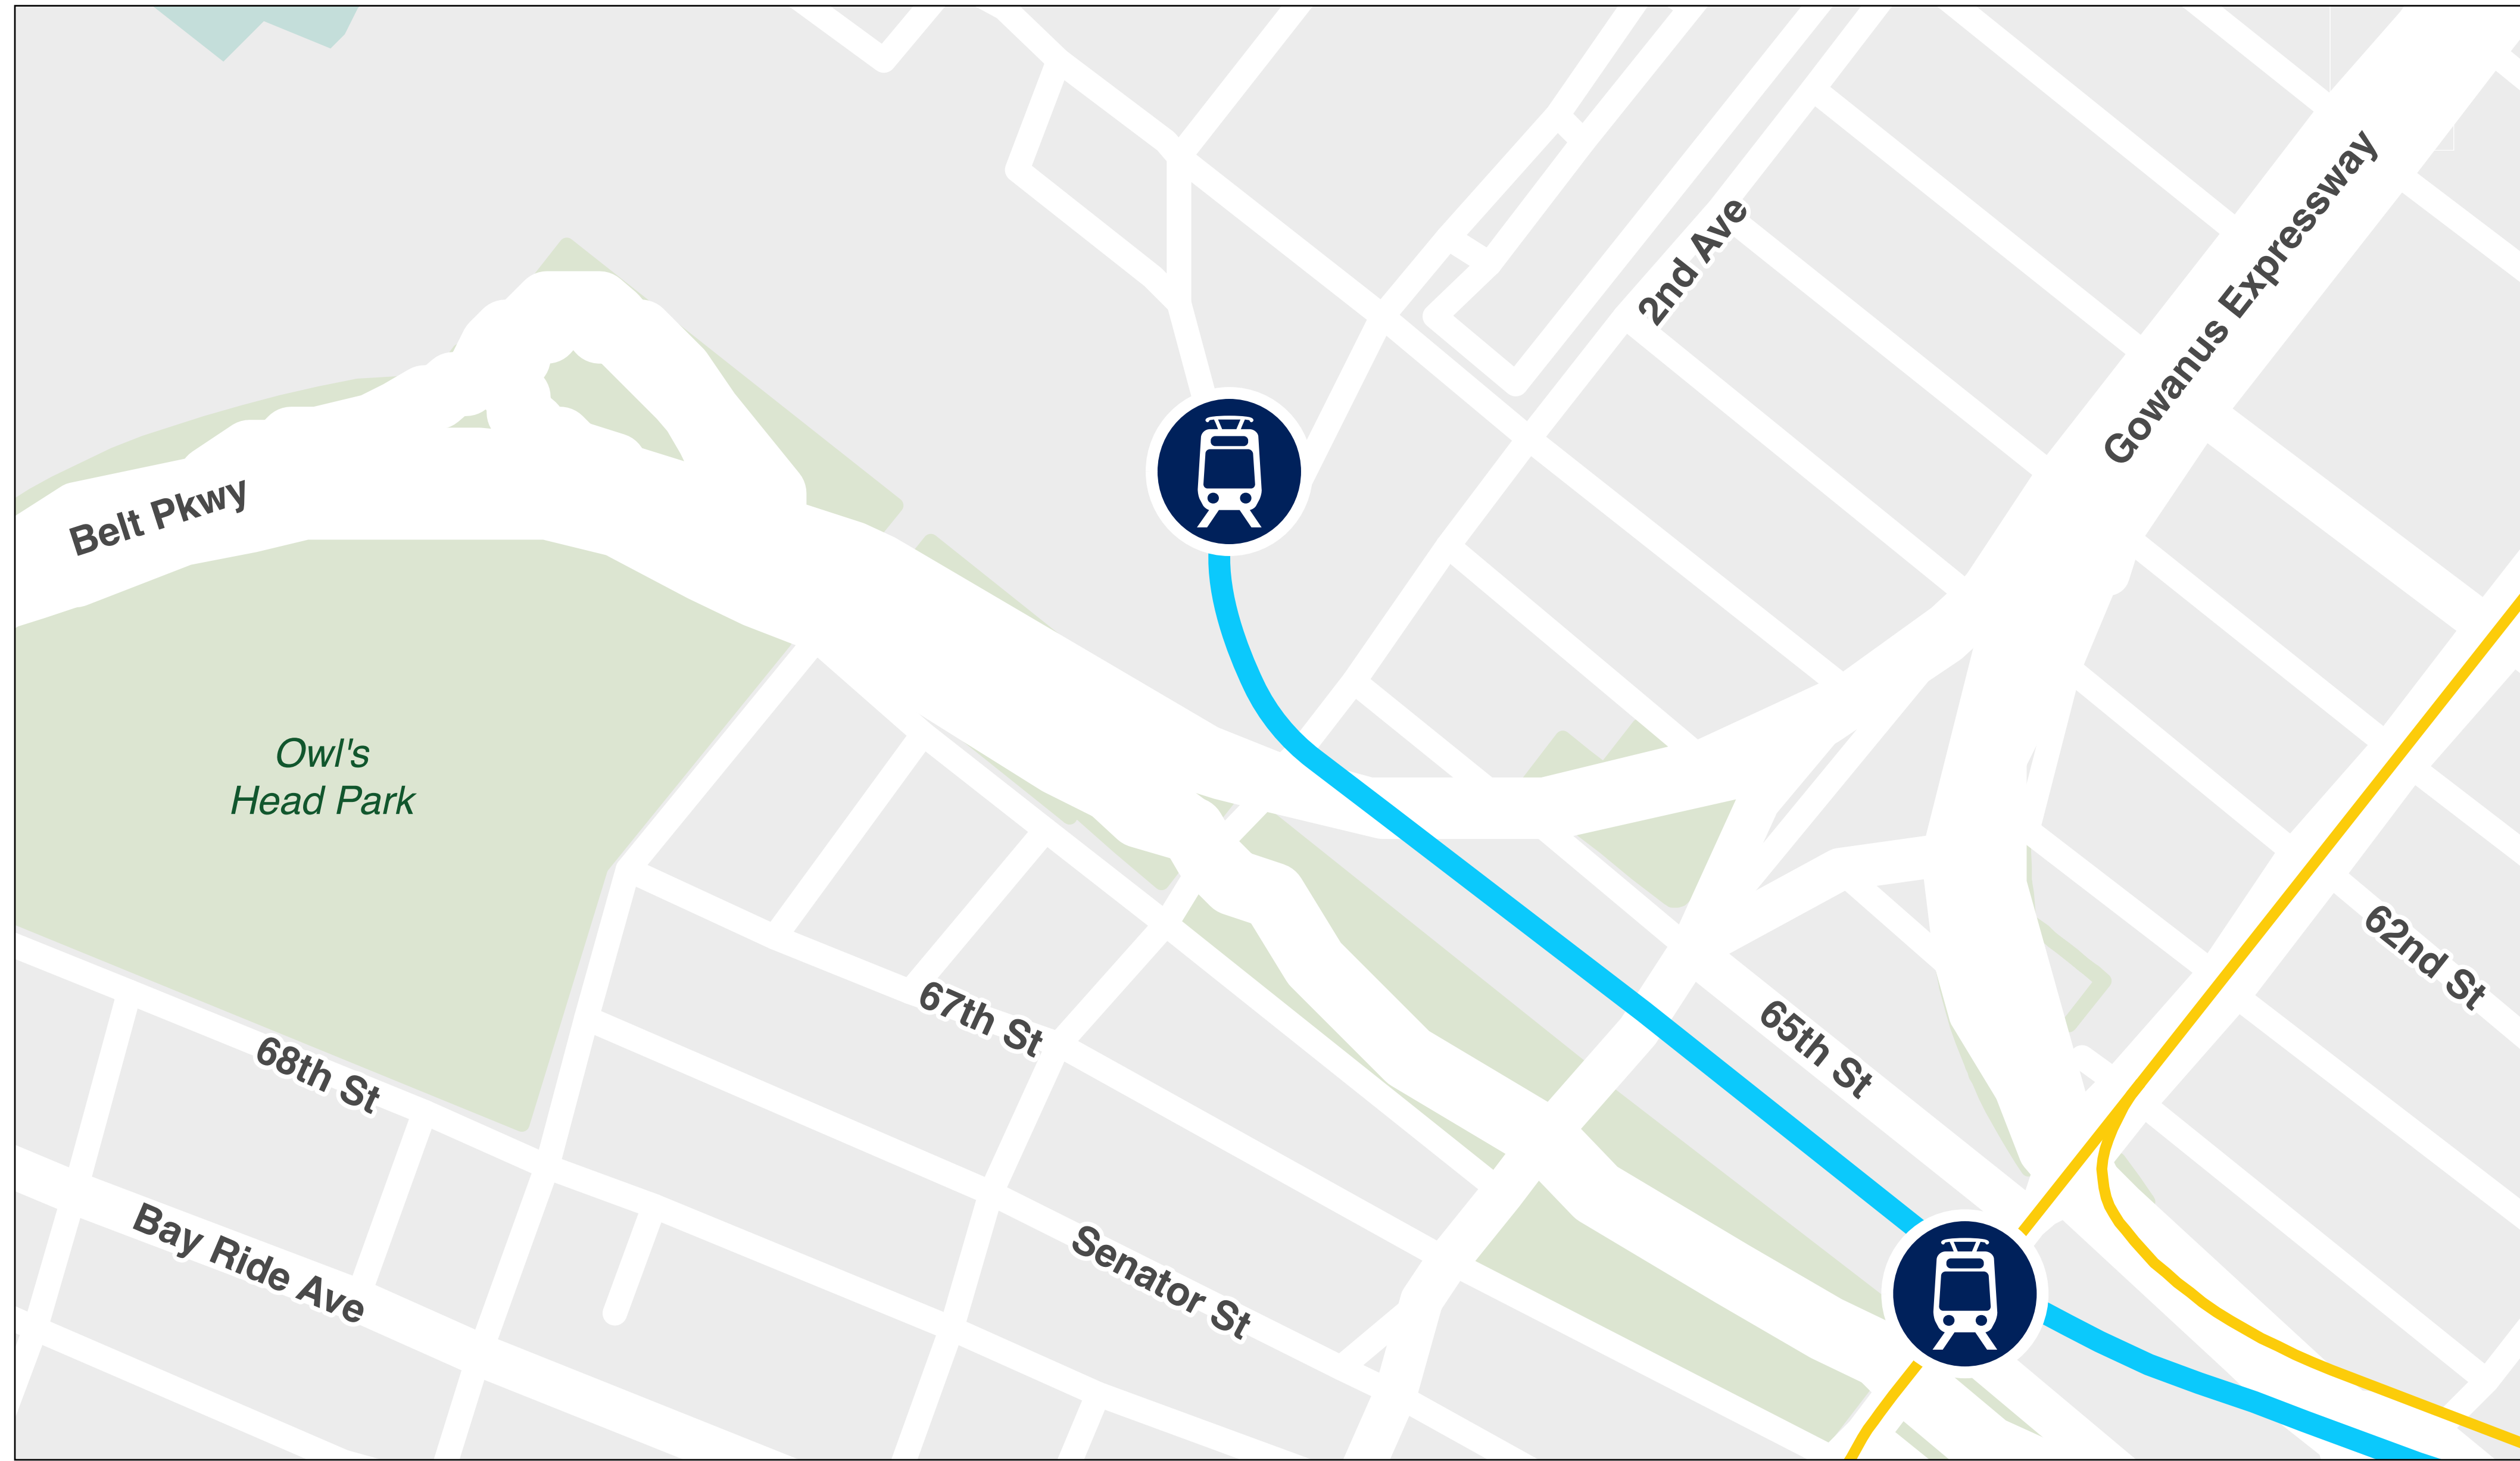 2nd Ave
Gowanus Expressway
Belt Pkwy
Owl's
Head Park
62nd St
67th St
65th St
68th St
Bay Ride Ave
Senator St